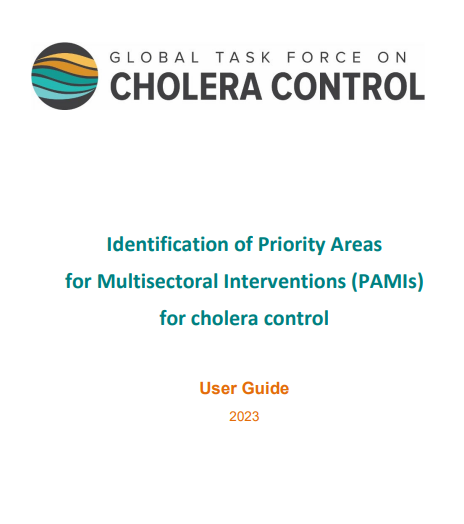 GLOBAL TASK FORCE ON
CHOLERA CONTROL
Identification of Priority Areas
for Multisectoral Interventions (PAMIs)
for cholera control
User Guide
2023